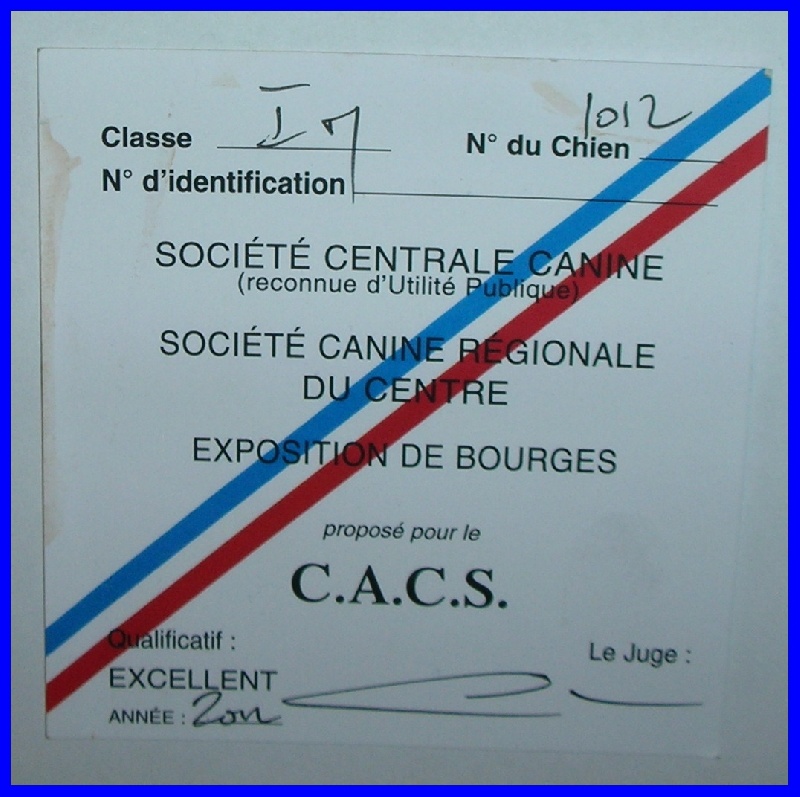 Classe I N° du Chien 1012
N° d'identification
SOCIÉTÉ CENTRALE CANINE
(reconnue d'Utilité Publique)
SOCIÉTÉ CANINE RÉGIONALE
DU CENTRE
EXPOSITION DE BOURGES
proposé pour le
C.A.C.S.
Qualificatif :
Le Juge :
EXCELLENT
ANNÉE :